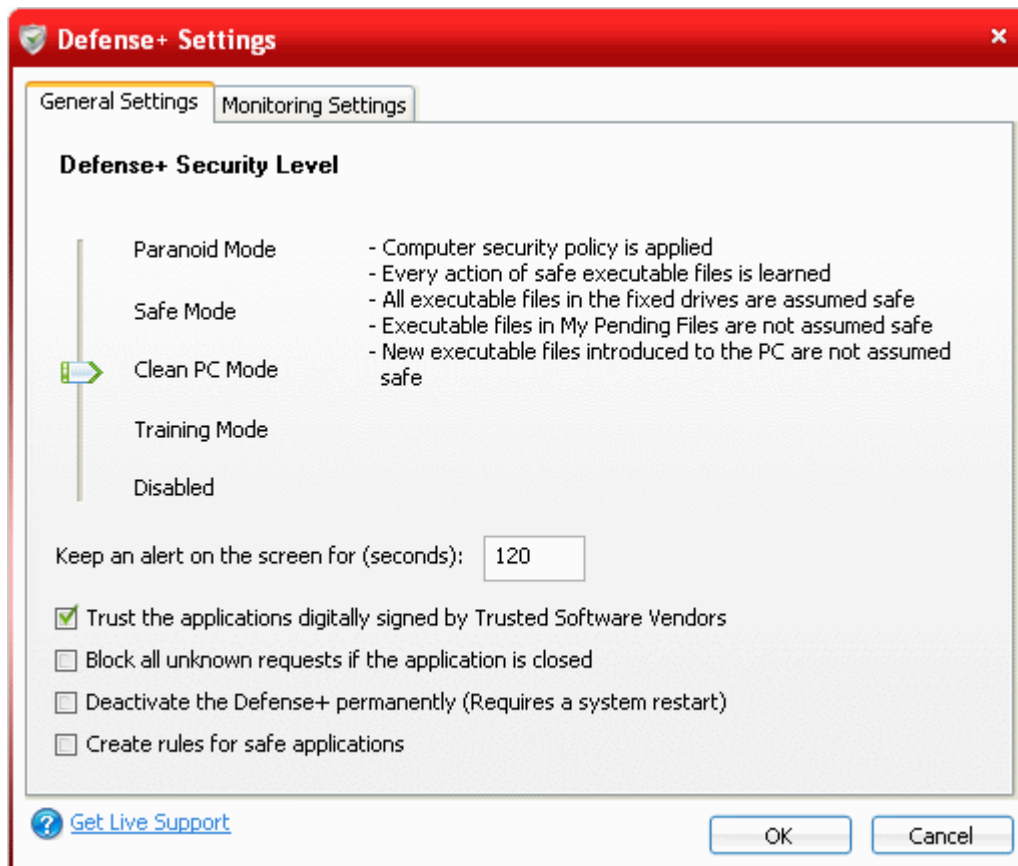 Defense+ Settings
General Settings
Monitoring Settings
Defense+ Security Level
Paranoid Mode
Safe Mode
Clean PC Mode
Training Mode
Disabled
- Computer security policy is applied
- Every action of safe executable files is learned
- All executable files in the fixed drives are assumed safe
- Executable files in My Pending Files are not assumed safe
- New executable files introduced to the PC are not assumed
safe
Keep an alert on the screen for (seconds): 120
Trust the applications digitally signed by Trusted Software Vendors
Block all unknown requests if the application is closed
Deactivate the Defense+ permanently (Requires a system restart)
Create rules for safe applications
? Get Live Support
OK
Cancel